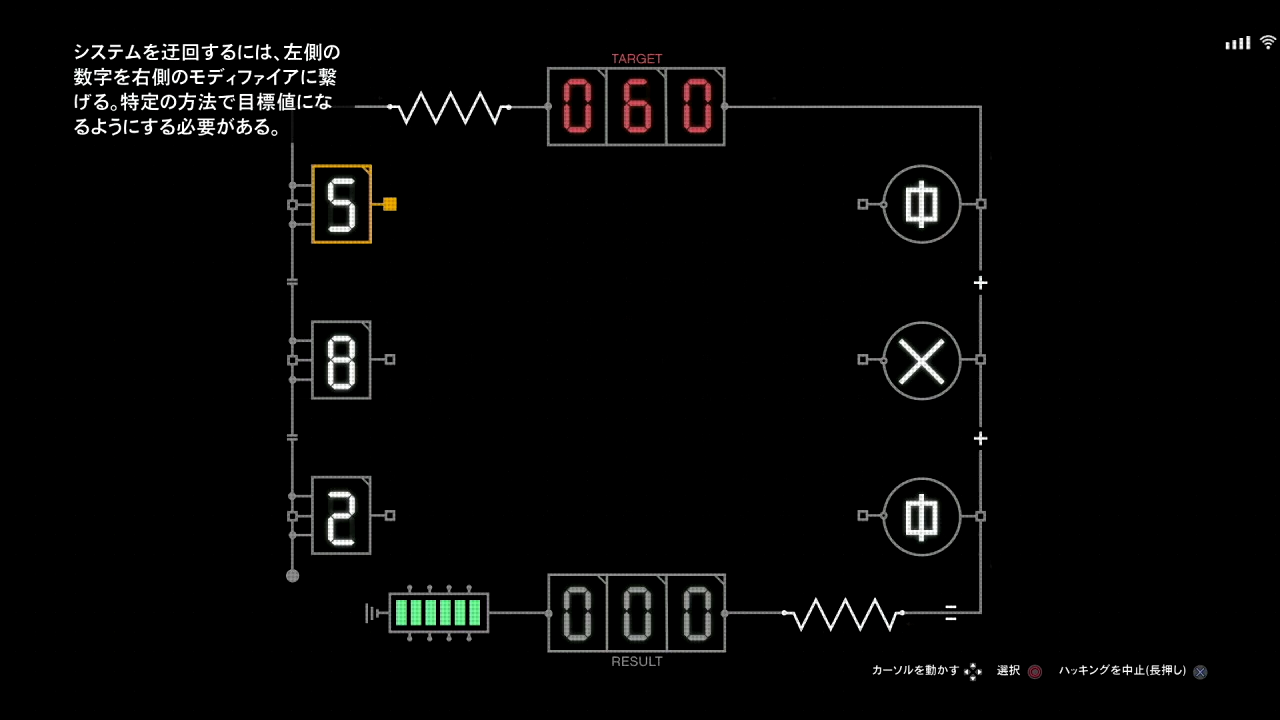 システムを迂回するには、左側の
数字を右側のモディファイアに繋
げる。特定の方法で目標値にな
るようにする必要がある。
TARGET
060
5
+
8
×
+
2
000
=
RESULT
カーソルを動かす 選択 ハッキングを中止(長押し)